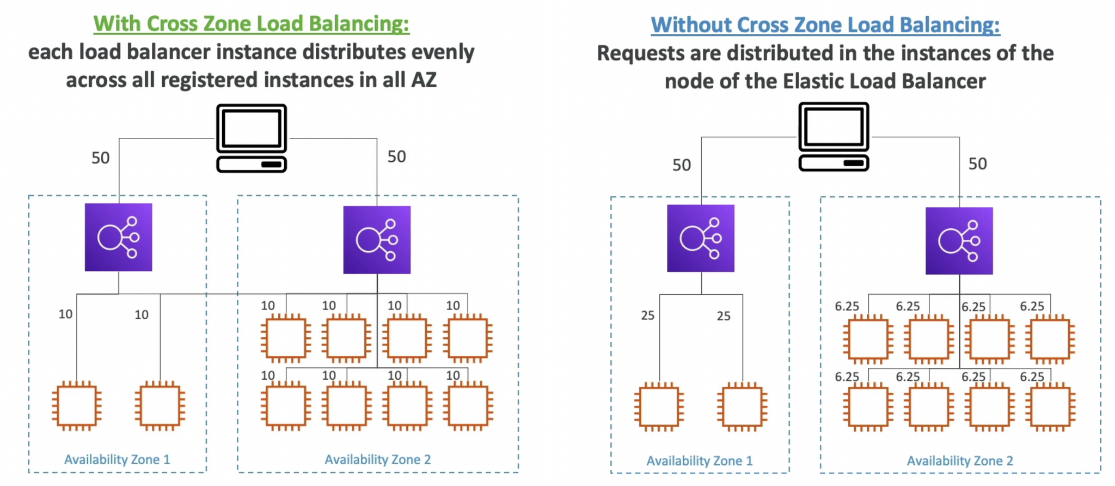 With Cross Zone Load Balancing:
each load balancer instance distributes evenly
across all registered instances in all AZ
50
50
10
10
10
10
10
10
10
10
10
10
Availability Zone 1
Availability Zone 2
Without Cross Zone Load Balancing:
Requests are distributed in the instances of the
node of the Elastic Load Balancer
50
50
25
25
6.25
6.25
6.25
6.25
6.25
6.25
6.25
6.25
Availability Zone 1
Availability Zone 2